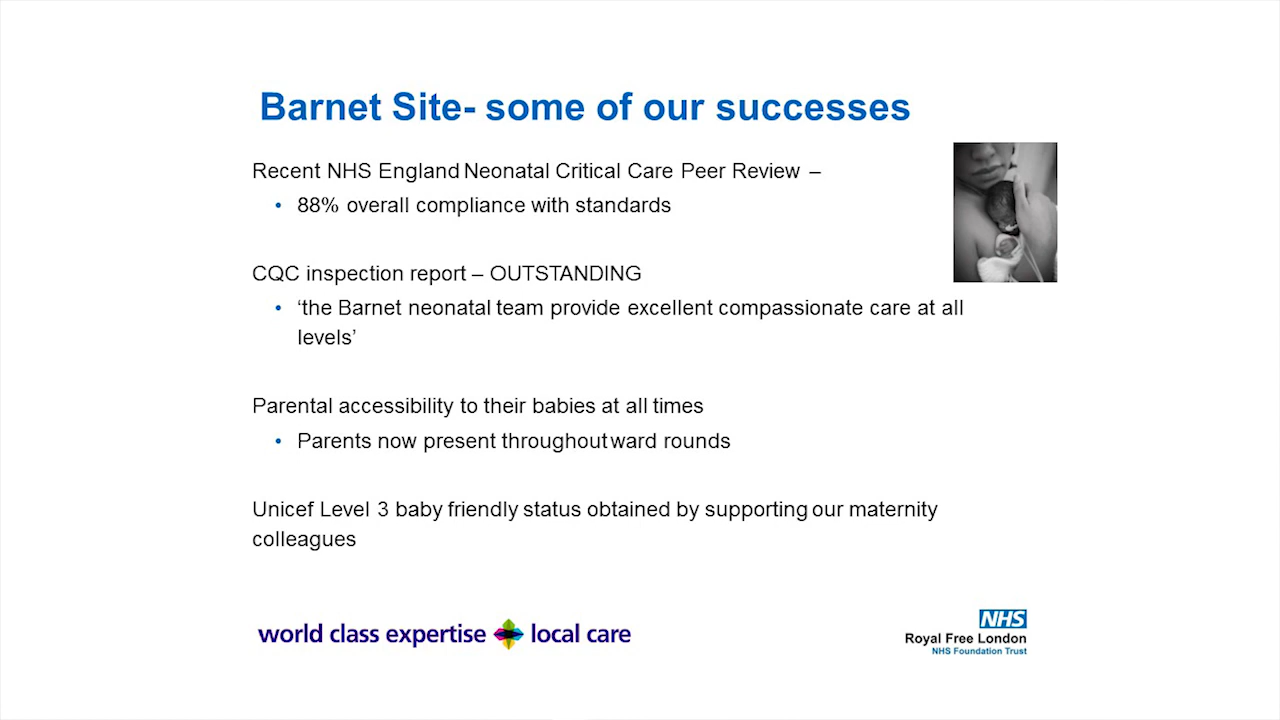 Barnet Site- some of our successes
Recent NHS England Neonatal Critical Care Peer Review –
• 88% overall compliance with standards
CQC inspection report – OUTSTANDING
• ‘the Barnet neonatal team provide excellent compassionate care at all
levels’
Parental accessibility to their babies at all times
• Parents now present throughout ward rounds
Unicef Level 3 baby friendly status obtained by supporting our maternity
colleagues
world class expertise local care
NHS
Royal Free London
NHS Foundation Trust